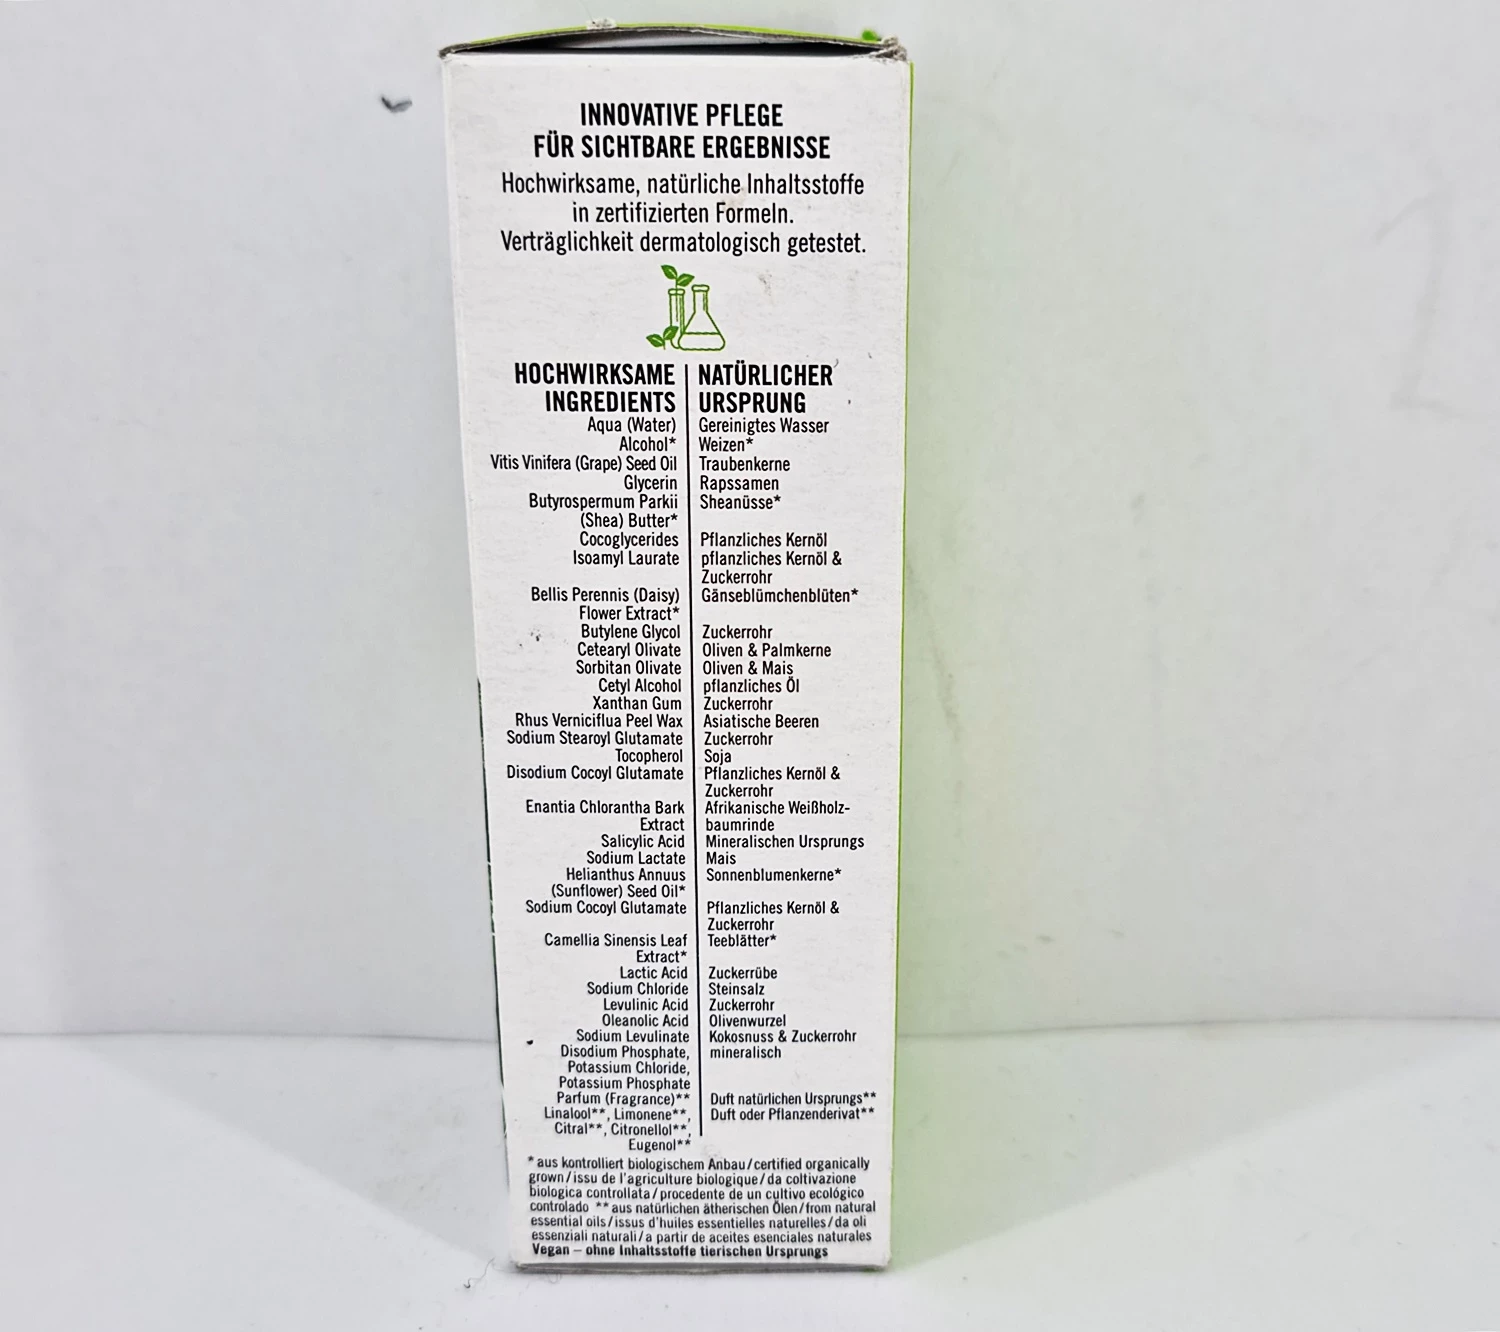 INNOVATIVE PFLEGE
FÜR SICHTBARE ERGEBNISSE
Hochwirksame, natürliche Inhaltsstoffe
in zertifizierten Formeln.
Verträglichkeit dermatologisch getestet.
HOCHWIRKSAME NATÜRLICHER
INGREDIENTS URSPRUNG
Aqua (Water) Gereinigtes Wasser
Alcohol* Weizen*
Vitis Vinifera (Grape) Seed Oil Traubenkerne
Glycerin Rapssamen
Butyrospermum Parkii Sheanüsse*
(Shea) Butter*
Cocoglycerides Pflanzliches Kernöl
Isoamyl Laurate pflanzliches Kernöl &
Zuckerrohr
Bellis Perennis (Daisy) Gänseblümchenblüten*
Flower Extract*
Butylene Glycol Zuckerrohr
Cetearyl Olivate Oliven & Palmkerne
Sorbitan Olivate Oliven & Mais
Cetyl Alcohol pflanzliches Öl
Xanthan Gum Zuckerrohr
Rhus Verniciflua Peel Wax Asiatische Beeren
Sodium Stearoyl Glutamate Zuckerrohr
Tocopherol Soja
Disodium Cocoyl Glutamate Pflanzliches Kernöl &
Zuckerrohr
Enantia Chlorantha Bark Afrikanische Weißholz-
Extract baumrinde
Salicylic Acid Mineralischen Ursprungs
Sodium Lactate Mais
Helianthus Annuus Sonnenblumenkerne*
(Sunflower) Seed Oil*
Sodium Cocoyl Glutamate Pflanzliches Kernöl &
Zuckerrohr
Camellia Sinensis Leaf Teeblätter*
Extract*
Lactic Acid Zuckerrübe
Sodium Chloride Steinsalz
Levulinic Acid Zuckerrohr
Oleanolic Acid Olivenwurzel
Sodium Levulinate Kokosnuss & Zuckerrohr
Disodium Phosphate, mineralisch
Potassium Chloride,
Potassium Phosphate
Parfum (Fragrance)** Duft natürlichen Ursprungs**
Linalool**, Limonene**, Duft oder Pflanzenderivat**
Citral**, Citronellol**,
Eugenol**
* aus kontrolliert biologischem Anbau/certified organically
grown/issu de l'agriculture biologique/da coltivazione
biologica controllata/procedente de un cultivo ecológico
controlado ** aus natürlichen ätherischen Ölen/from natural
essential oils/issus d'huiles essentielles naturelles/da oli
essenziali naturali/a partir de aceites esenciales naturales
Vegan – ohne Inhaltsstoffe tierischen Ursprungs